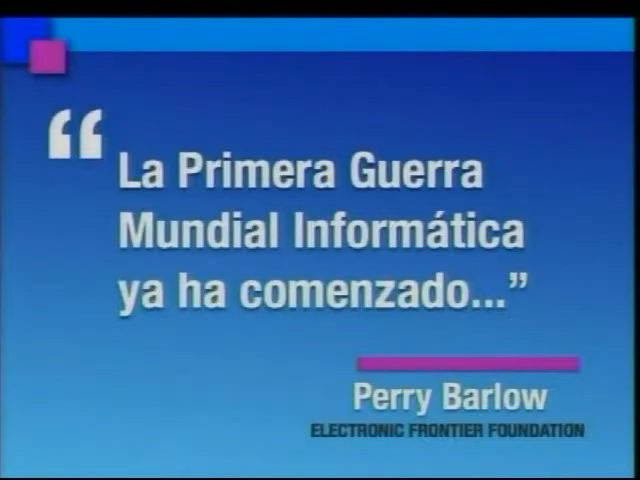 “La Primera Guerra
Mundial Informática
ya ha comenzado...”
Perry Barlow
ELECTRONIC FRONTIER FOUNDATION